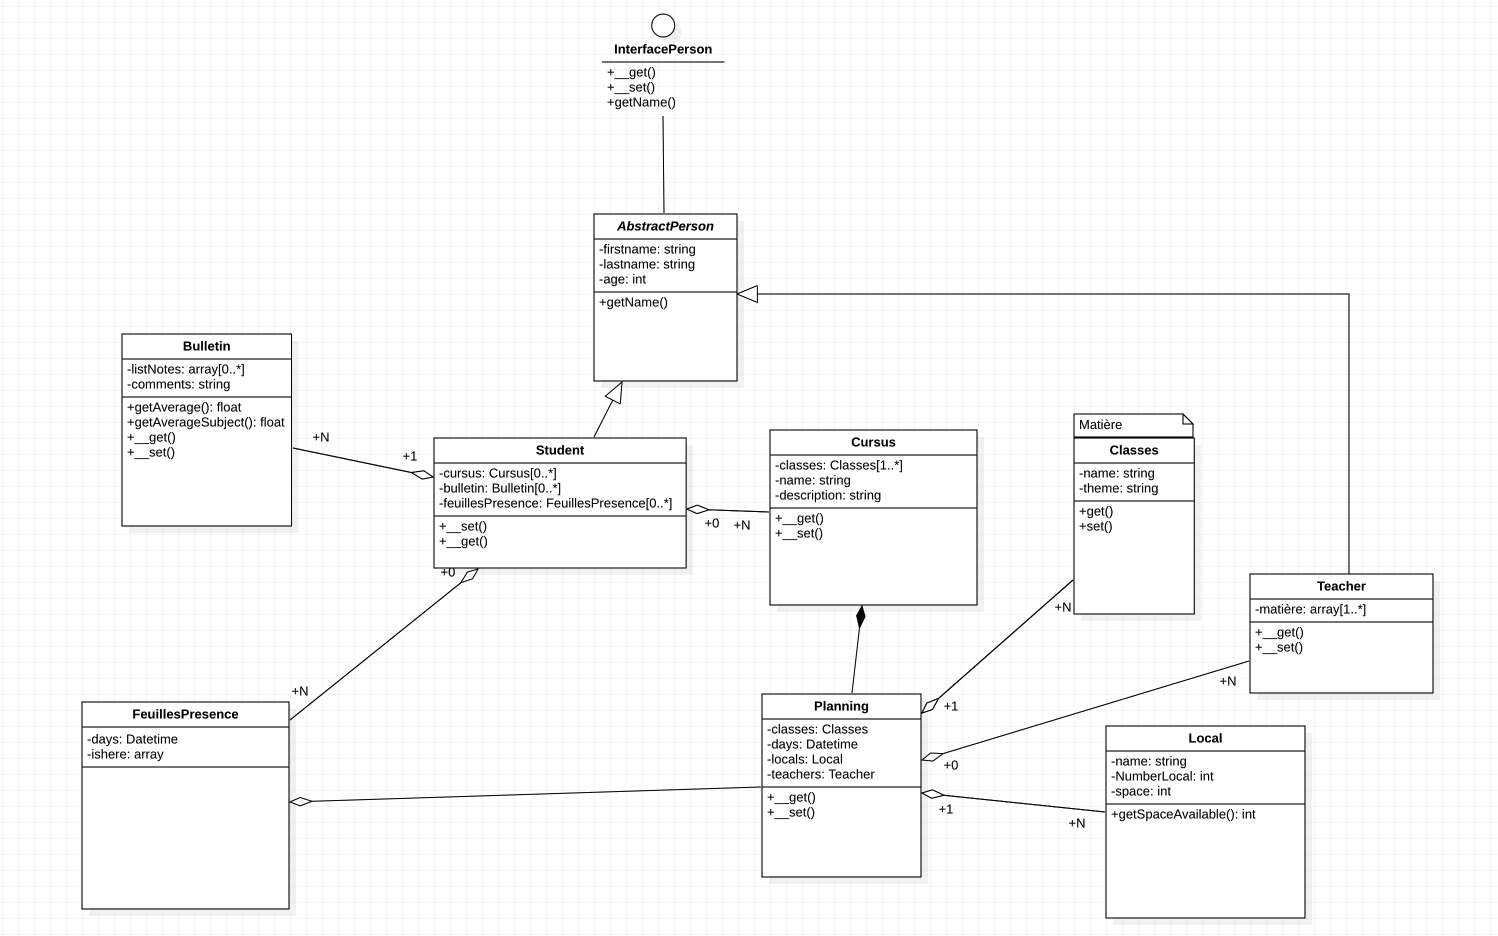 InterfacePerson
+__get()
+__set()
+getName()
AbstractPerson
-firstname: string
-lastname: string
-age: int
+getName()
Bulletin
-listNotes: array[0..*]
-comments: string
+getAverage(): float
+getAverageSubject(): float
+__get()
+__set()
+N
+1
Student
-cursus: Cursus[0..*]
-bulletin: Bulletin[0..*]
-feuillesPresence: FeuillesPresence[0..*]
+__set()
+__get()
+0
+N
+0
Cursus
-classes: Classes[1..*]
-name: string
-description: string
+__get()
+__set()
Matière
Classes
-name: string
-theme: string
+get()
+set()
+N
Teacher
-matière: array[1..*]
+__get()
+__set()
+N
+N
FeuillesPresence
-days: Datetime
-ishere: array
Planning
-classes: Classes
-days: Datetime
-locals: Local
-teachers: Teacher
+__get()
+__set()
+1
+0
+1
+N
Local
-name: string
-NumberLocal: int
-space: int
+getSpaceAvailable(): int